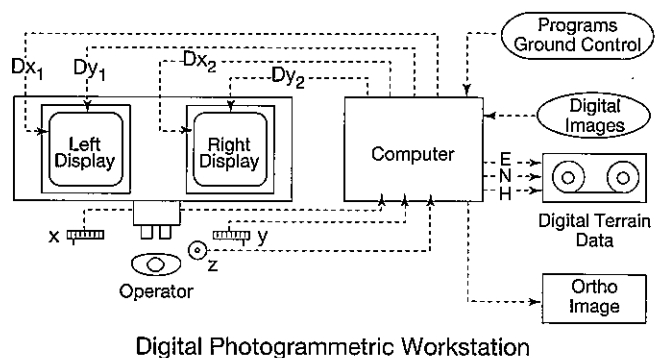 Programs
Ground Control
Dx1
Dy1
Dx2
Dy2
Digital
Images
Left
Display
Right
Display
Computer
E
N
H
Digital Terrain
Data
x
y
z
Operator
Ortho
Image
Digital Photogrammetric Workstation